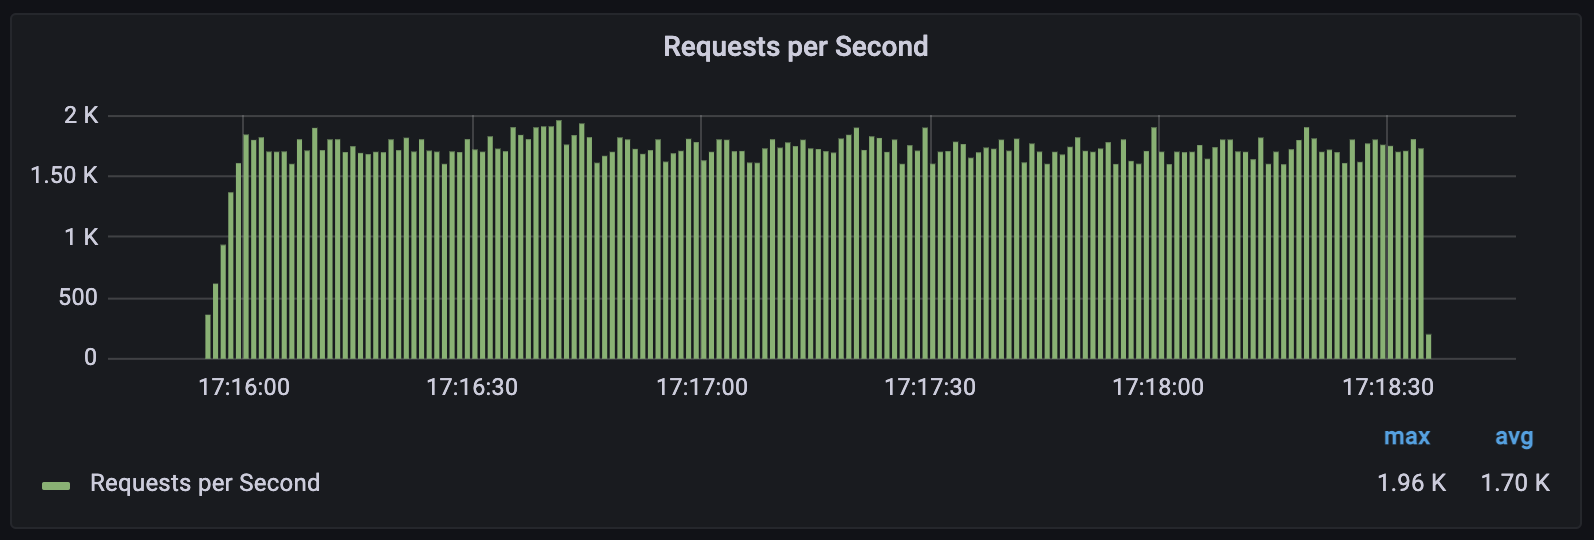 Requests per Second
2 K
1.50 K
1 K
500
0
17:16:00 17:16:30 17:17:00 17:17:30 17:18:00 17:18:30
max avg
Requests per Second 1.96 K 1.70 K